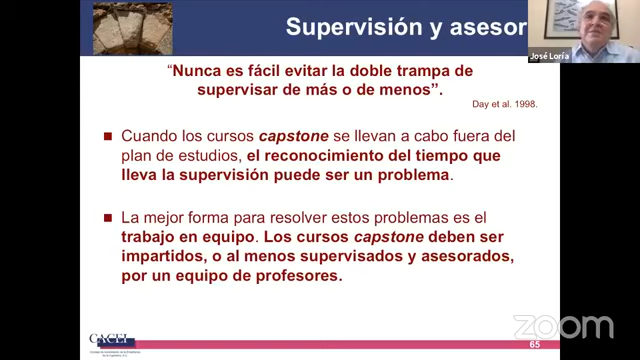 Supervisión y asesor
José Loría
“Nunca es fácil evitar la doble trampa de
supervisar de más o de menos”.
Day et al. 1998.
Cuando los cursos capstone se llevan a cabo fuera del
plan de estudios, el reconocimiento del tiempo que
lleva la supervisión puede ser un problema.
La mejor forma para resolver estos problemas es el
trabajo en equipo. Los cursos capstone deben ser
impartidos, o al menos supervisados y asesorados,
por un equipo de profesores.
CACEI
65
zoom